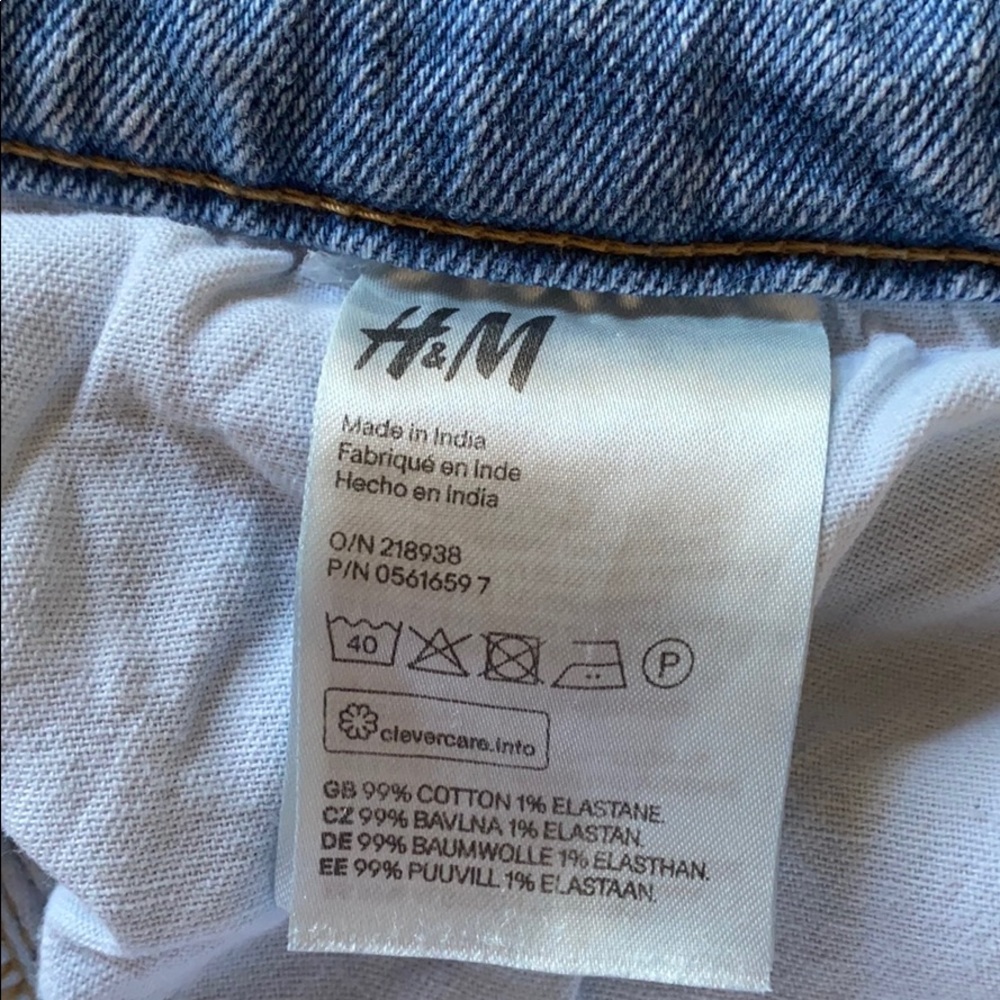 H&M
Made in India
Fabriqué en Inde
Hecho en India
O/N 218938
P/N 0561659 7
40 P
clevercare.info
GB 99% COTTON 1% ELASTANE.
CZ 99% BAVLNA 1% ELASTAN.
DE 99% BAUMWOLLE 1% ELASTHAN.
EE 99% PUUVILL 1% ELASTAAN.